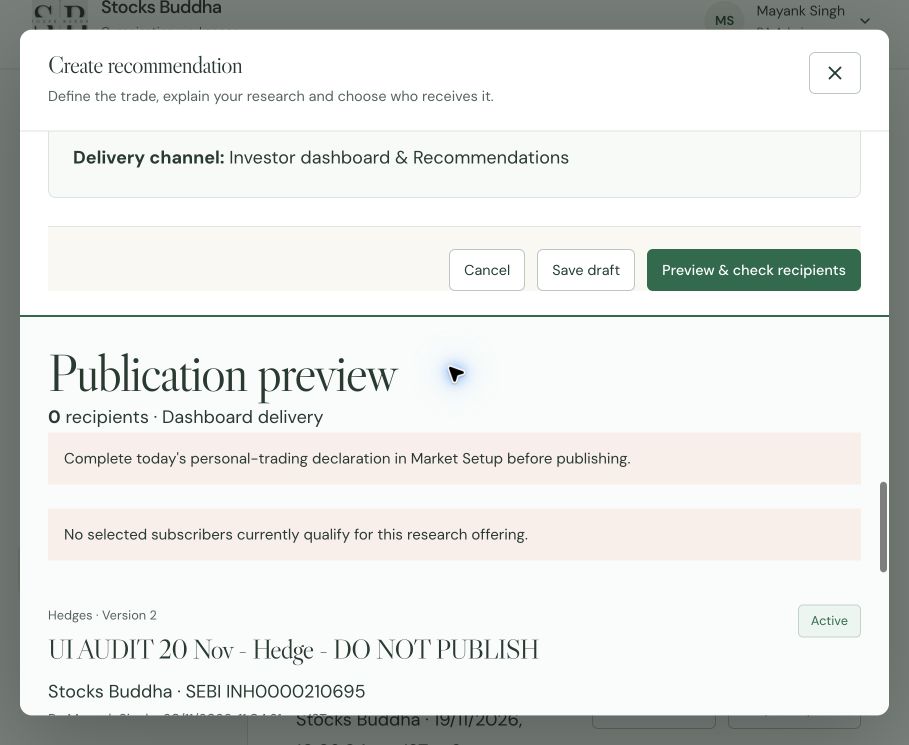 Stocks Buddha
MS
Mayank Singh
Create recommendation
Define the trade, explain your research and choose who receives it.
Delivery channel: Investor dashboard & Recommendations
Cancel
Save draft
Preview & check recipients
Publication preview
0 recipients · Dashboard delivery
Complete today's personal-trading declaration in Market Setup before publishing.
No selected subscribers currently qualify for this research offering.
Hedges · Version 2
Active
UI AUDIT 20 Nov - Hedge - DO NOT PUBLISH
Stocks Buddha · SEBI INH0000210695
Stocks Buddha · 19/11/2026,